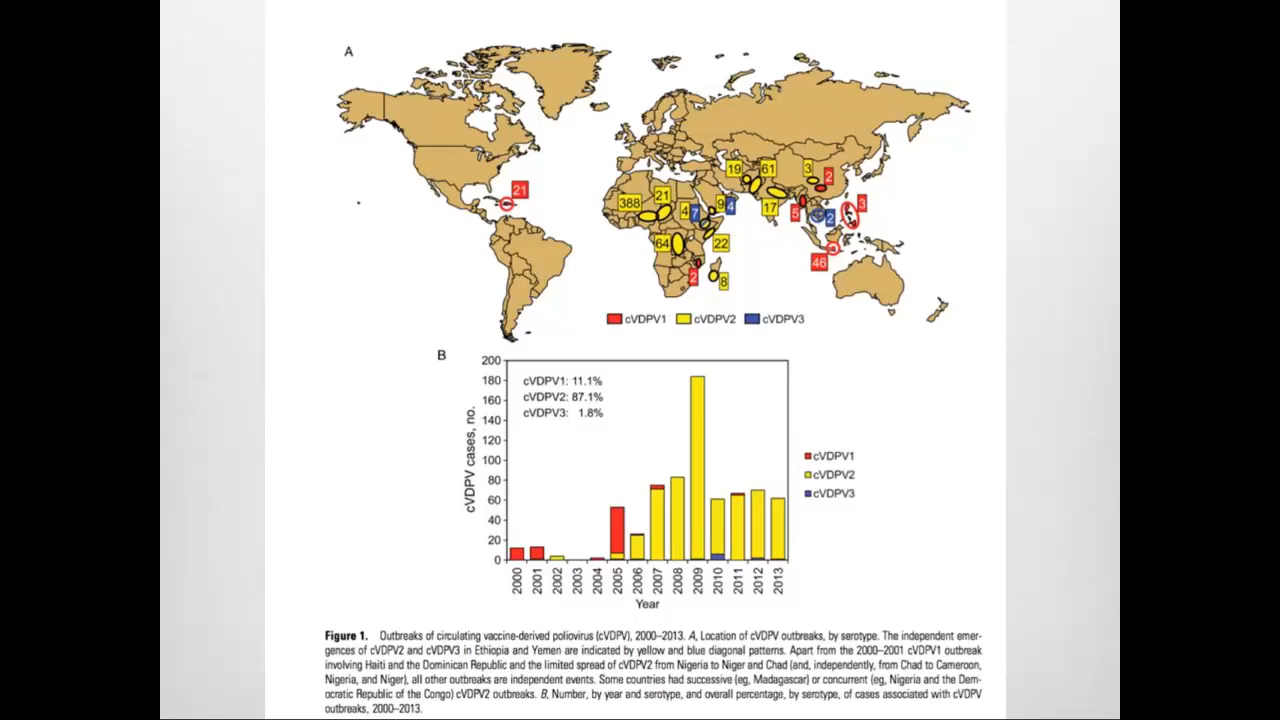 A
21
19
61
3
2
388
21
4
7
9
4
17
5
2
3
64
22
46
2
8
cVDPV1
cVDPV2
cVDPV3
B
200
180
160
140
120
100
80
60
40
20
0
cVDPV cases, no.
cVDPV1: 11.1%
cVDPV2: 87.1%
cVDPV3: 1.8%
cVDPV1
cVDPV2
cVDPV3
2000
2001
2002
2003
2004
2005
2006
2007
2008
2009
2010
2011
2012
2013
Year
Figure 1. Outbreaks of circulating vaccine-derived poliovirus (cVDPV), 2000–2013. A, Location of cVDPV outbreaks, by serotype. The independent emer-
gences of cVDPV2 and cVDPV3 in Ethiopia and Yemen are indicated by yellow and blue diagonal patterns. Apart from the 2000–2001 cVDPV1 outbreak
involving Haiti and the Dominican Republic and the limited spread of cVDPV2 from Nigeria to Niger and Chad (and, independently, from Chad to Cameroon,
Nigeria, and Niger), all other outbreaks are independent events. Some countries had successive (eg, Madagascar) or concurrent (eg, Nigeria and the Dem-
ocratic Republic of the Congo) cVDPV2 outbreaks. B, Number, by year and serotype, and overall percentage, by serotype, of cases associated with cVDPV
outbreaks, 2000–2013.